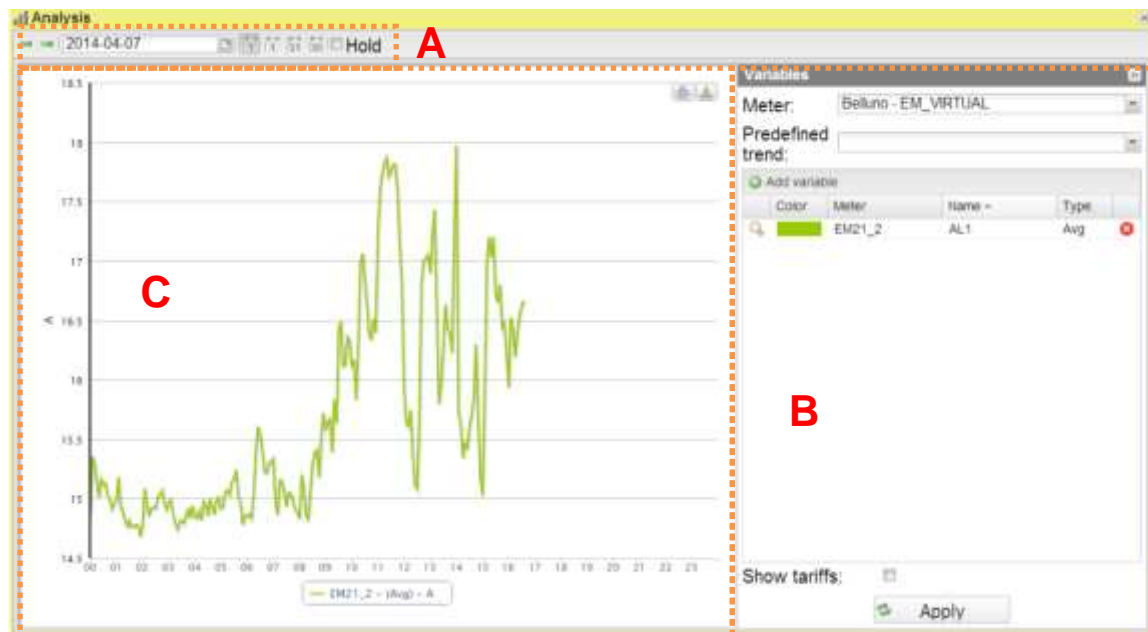 Analysis
2014-04-07
Hold
A
18.5
18
17.5
17
16.5
16
15.5
15
14.5
A
C
00 01 02 03 04 05 06 07 08 09 10 11 12 13 14 15 16 17 18 19 20 21 22 23
EM21_2 - (Avg) - A
Variables
Meter: Belluno - EM_VIRTUAL
Predefined
trend:
Add variable
Color Meter Name Type
EM21_2 AL1 Avg
B
Show tariffs:
Apply